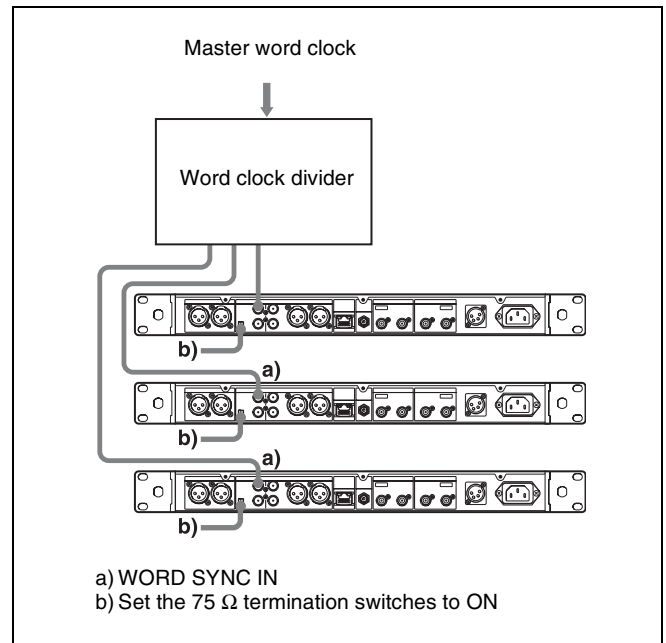 Master word clock
Word clock divider
b)
a)
b)
a)
b)
a) WORD SYNC IN
b) Set the 75 Ω termination switches to ON